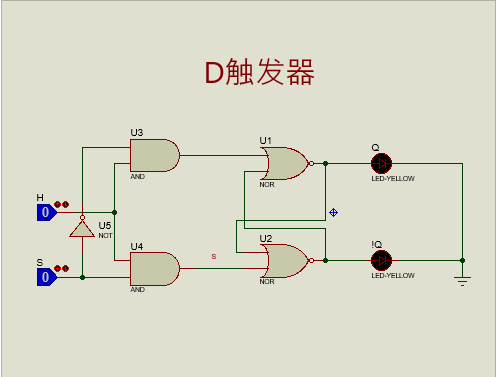 D触发器
U3
U1
Q
AND
NOR
LED-YELLOW
H
0
U5
NOT
S
0
U4
S
U2
!Q
AND
NOR
LED-YELLOW